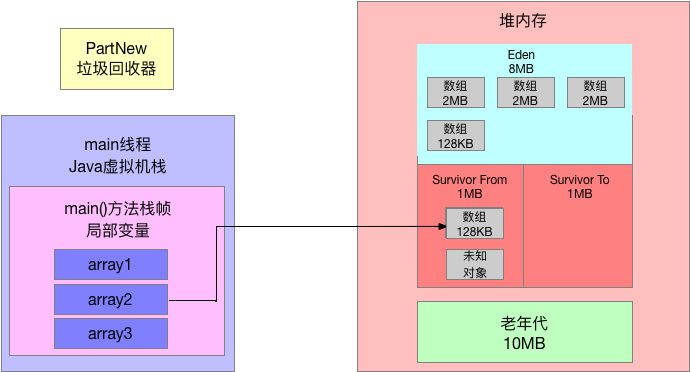 PartNew
垃圾回收器
main线程
Java虚拟机栈
main()方法栈帧
局部变量
array1
array2
array3
堆内存
Eden
8MB
数组
2MB
数组
2MB
数组
2MB
数组
128KB
Survivor From
1MB
Survivor To
1MB
数组
128KB
未知
对象
老年代
10MB